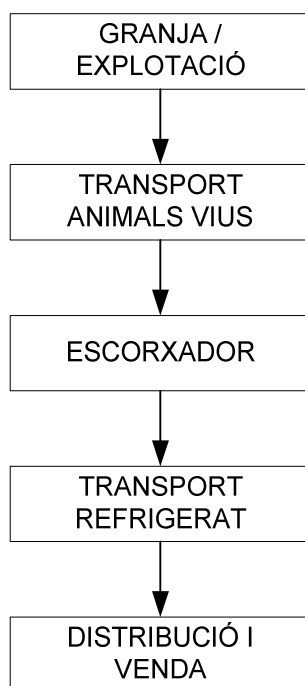 GRANJA /
EXPLOTACIÓ
TRANSPORT
ANIMALS VIUS
ESCORXADOR
TRANSPORT
REFRIGERAT
DISTRIBUCIÓ I
VENDA